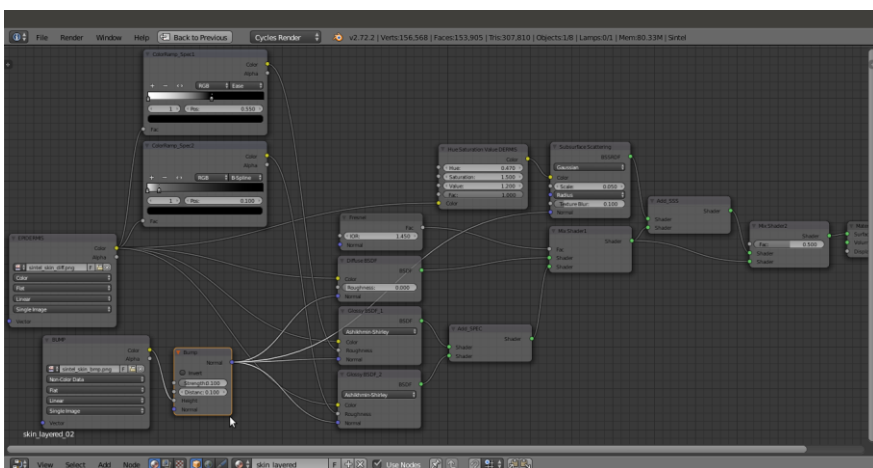 File Render Window Help Back to Previous Cycles Render v2.72.2 | Verts:156,568 | Faces:153,905 | Tris:307,810 | Objects:1/8 | Lamps:0/1 | Mem:80.33M | Sintel
ColorRamp_Spec1
Color
Alpha
RGB Ease
1 Pos: 0.350
Fac
ColorRamp_Spec2
Color
Alpha
RGB B-Spline
1 Pos: 0.100
Fac
Hue Saturation Value DERMIS
Color
Hue: 0.470
Saturation: 1.500
Value: 1.200
Fac: 1.000
Color
Subsurface Scattering
BSSRDF
Gaussian
Color
Scale 0.050
Radius
Texture Blur: 0.100
Normal
Add_SSS
Shader
Shader
Shader
Mix Shader2
Shader
Fac: 0.500
Shader
Shader
Fresnel
Fac
IOR: 1.450
Normal
Mix Shader1
Shader
Fac
Shader
Shader
Diffuse BSDF
BSDF
Color
Roughness: 0.000
Normal
Color
Alpha
sintel_skin_diff.png F
Color
Flat
Linear
Single Image
Vector
Glossy BSDF_1
BSDF
Ashikhmin-Shirley
Color
Roughness
Normal
Add_SPEC
Shader
Shader
Shader
Glossy BSDF_2
BSDF
Ashikhmin-Shirley
Color
Roughness
Normal
BUMP
Color
Alpha
sintel_skin_bmp.png F
Non-Color Data
Flat
Linear
Single Image
Vector
Bump
Normal
Invert
Strength:0.100
Distanc: 0.100
Height
Normal
skin_layered_02
View Select Add Node skin_layered F Use Nodes